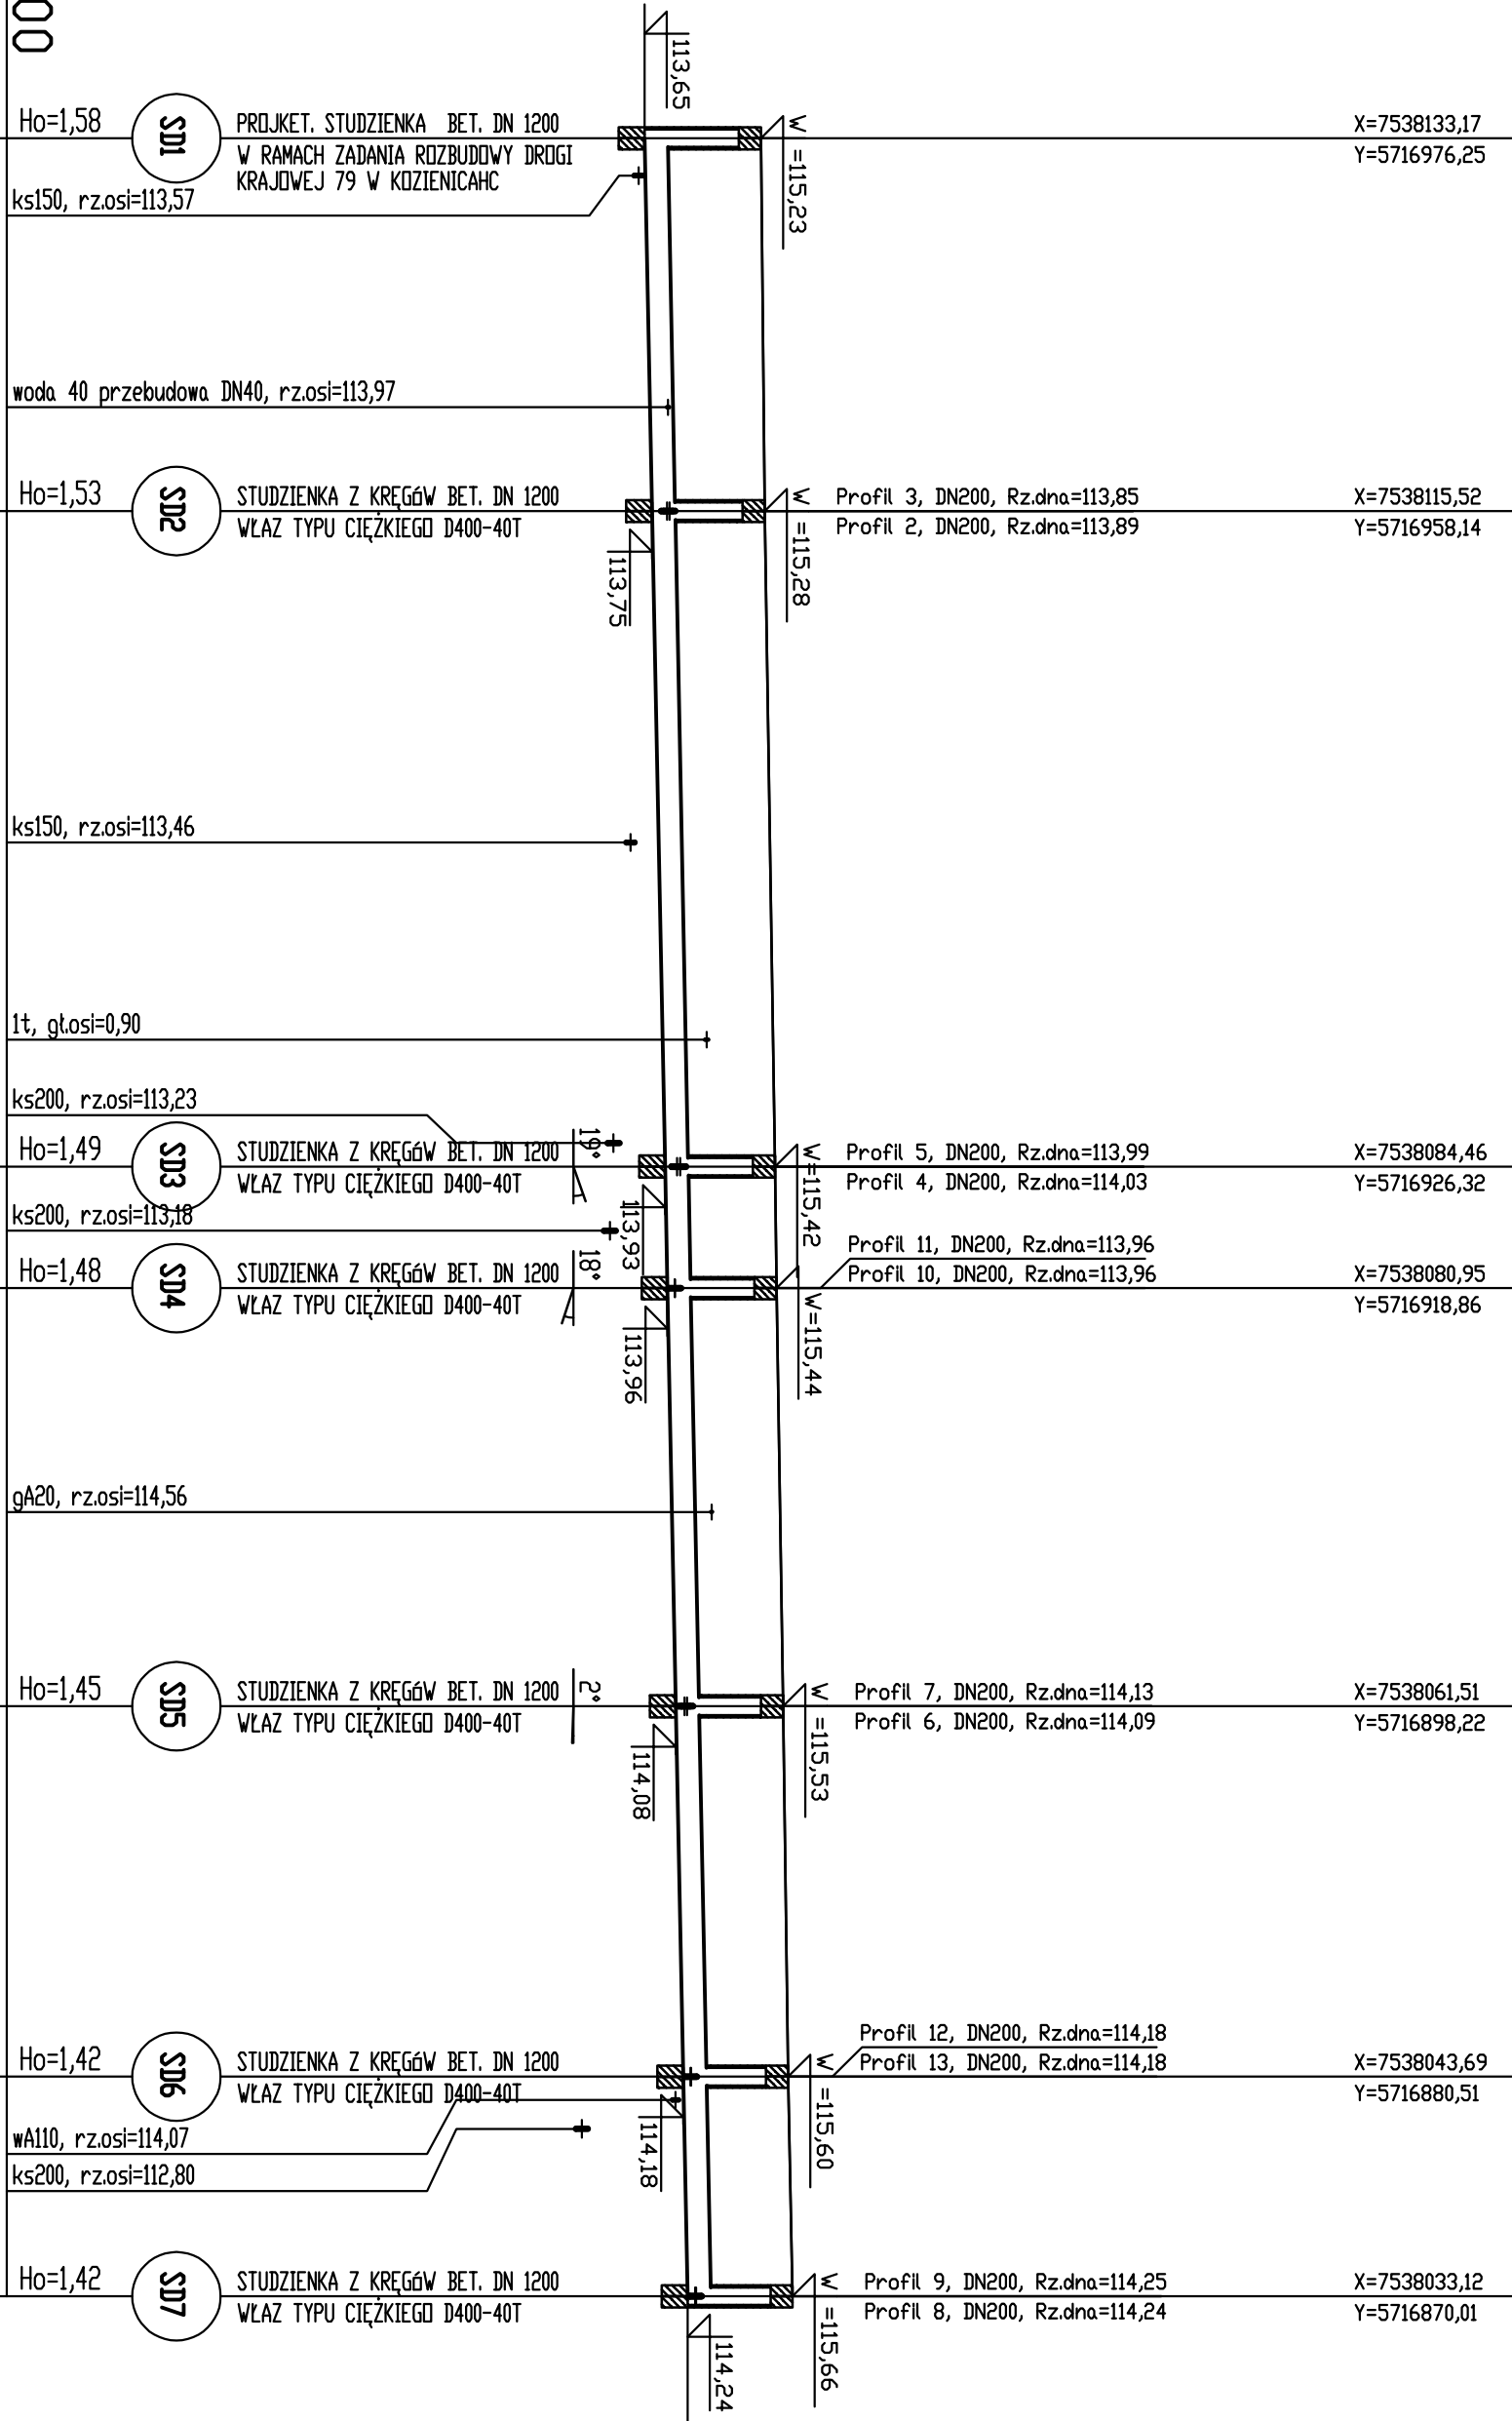 00
113,65
Ho=1,58
SD1
PROJKET. STUDZIENKA BET. DN 1200
W RAMACH ZADANIA ROZBUDOWY DROGI
KRAJOWEJ 79 W KOZIENICAHC
W =115,23
X=7538133,17
Y=5716976,25
ks150, rz.osi=113,57
woda 40 przebudowa DN40, rz.osi=113,97
Ho=1,53
SD2
STUDZIENKA Z KRĘGóW BET. DN 1200
WŁAZ TYPU CIĘŻKIEGO D400-40T
113,75
W =115,28
Profil 3, DN200, Rz.dna=113,85
Profil 2, DN200, Rz.dna=113,89
X=7538115,52
Y=5716958,14
ks150, rz.osi=113,46
1t, gł.osi=0,90
ks200, rz.osi=113,23
Ho=1,49
SD3
STUDZIENKA Z KRĘGóW BET. DN 1200
WŁAZ TYPU CIĘŻKIEGO D400-40T
19°
113,93
W=115,42
Profil 5, DN200, Rz.dna=113,99
Profil 4, DN200, Rz.dna=114,03
X=7538084,46
Y=5716926,32
ks200, rz.osi=113,18
Ho=1,48
SD4
STUDZIENKA Z KRĘGóW BET. DN 1200
WŁAZ TYPU CIĘŻKIEGO D400-40T
18°
113,96
W=115,44
Profil 11, DN200, Rz.dna=113,96
Profil 10, DN200, Rz.dna=113,96
X=7538080,95
Y=5716918,86
gA20, rz.osi=114,56
Ho=1,45
SD5
STUDZIENKA Z KRĘGóW BET. DN 1200
WŁAZ TYPU CIĘŻKIEGO D400-40T
2°
114,08
W =115,53
Profil 7, DN200, Rz.dna=114,13
Profil 6, DN200, Rz.dna=114,09
X=7538061,51
Y=5716898,22
Ho=1,42
SD6
STUDZIENKA Z KRĘGóW BET. DN 1200
WŁAZ TYPU CIĘŻKIEGO D400-40T
114,18
W =115,60
Profil 12, DN200, Rz.dna=114,18
Profil 13, DN200, Rz.dna=114,18
X=7538043,69
Y=5716880,51
wA110, rz.osi=114,07
ks200, rz.osi=112,80
Ho=1,42
SD7
STUDZIENKA Z KRĘGóW BET. DN 1200
WŁAZ TYPU CIĘŻKIEGO D400-40T
114,24
W =115,66
Profil 9, DN200, Rz.dna=114,25
Profil 8, DN200, Rz.dna=114,24
X=7538033,12
Y=5716870,01